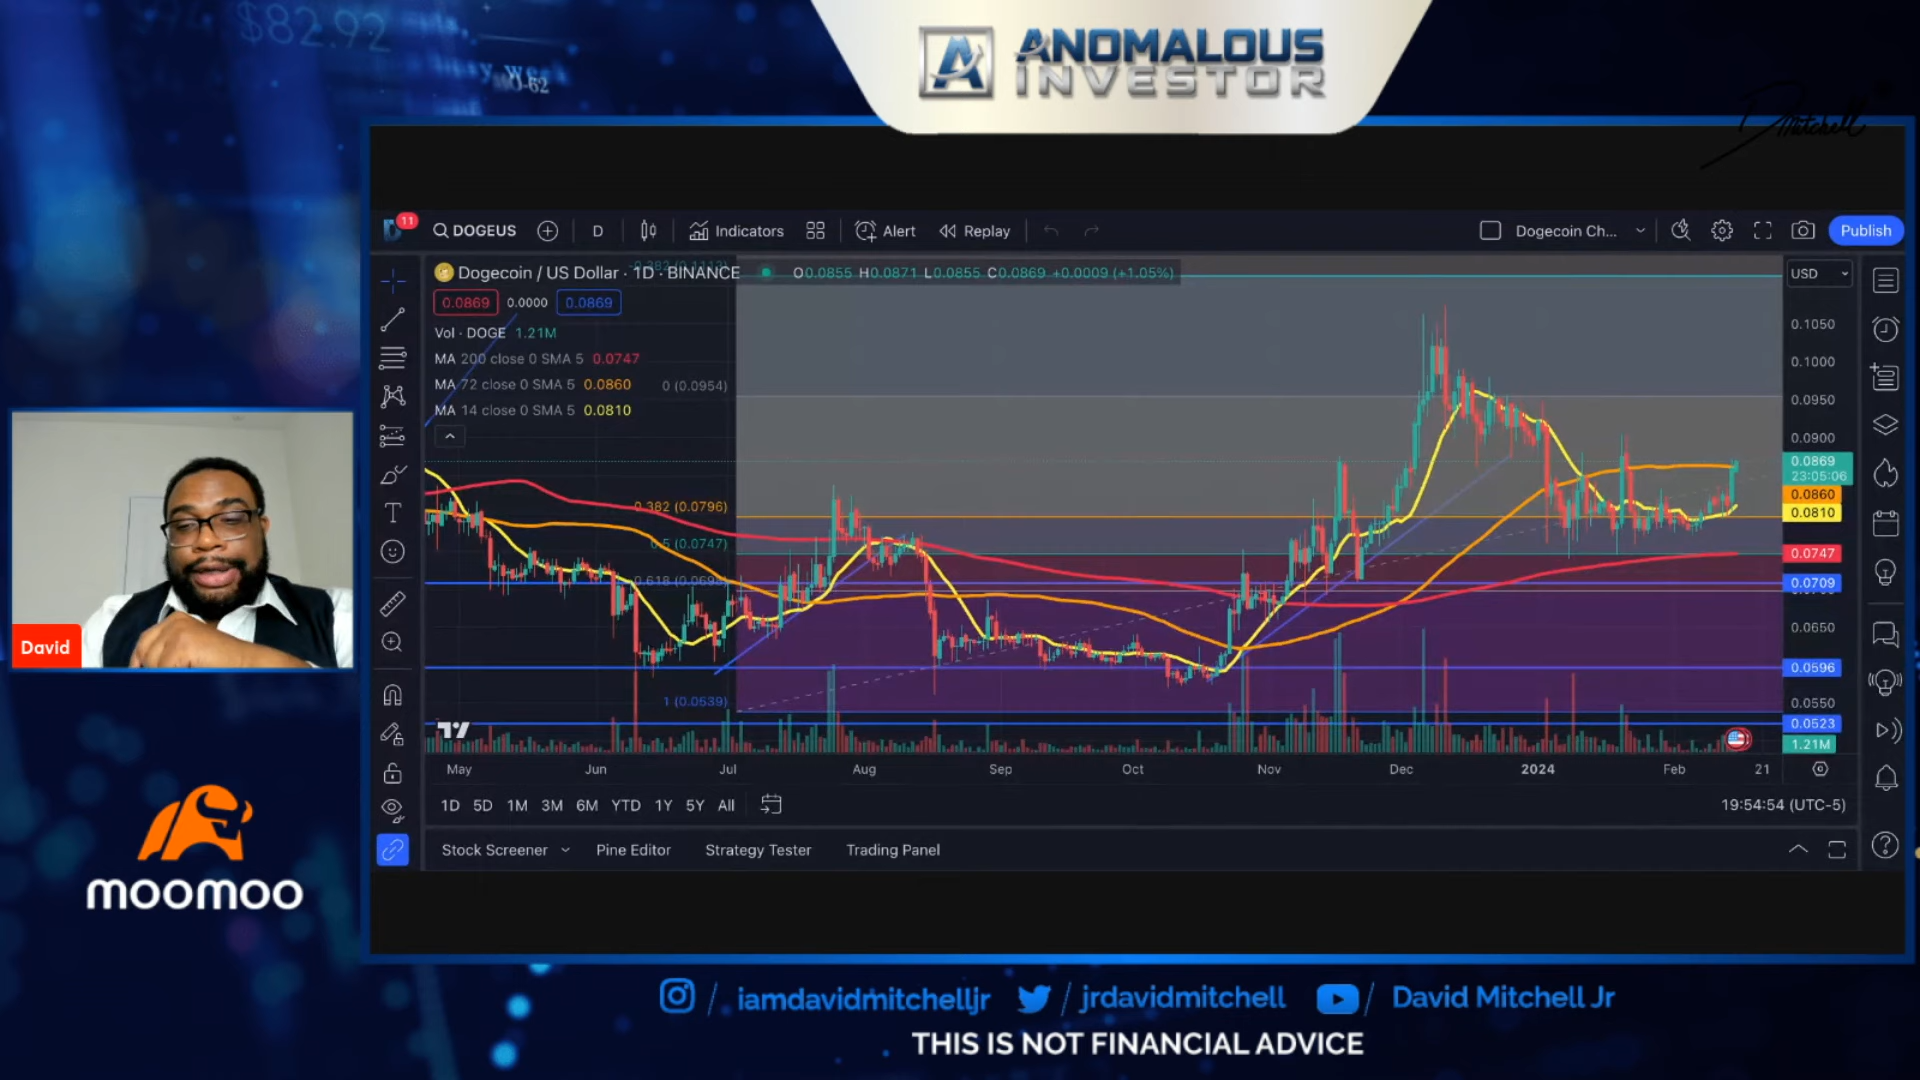 $82.92
ANOMALOUS
INVESTOR
D Mitchell
11
DOGEUS
D
Indicators
Alert
Replay
Dogecoin Ch...
Publish
Dogecoin / US Dollar · 1D · BINANCE
O0.0855 H0.0871 L0.0855 C0.0869 +0.0009 (+1.05%)
USD
0.0869 0.0000 0.0869
Vol · DOGE 1.21M
MA 200 close 0 SMA 5 0.0747
MA 72 close 0 SMA 5 0.0860
MA 14 close 0 SMA 5 0.0810
0 (0.0954)
0.382 (0.0796)
0.5 (0.0747)
1 (0.0539)
0.1050
0.1000
0.0950
0.0900
0.0869
23:05:06
0.0860
0.0810
0.0747
0.0709
0.0650
0.0596
0.0550
0.0523
1.21M
May Jun Jul Aug Sep Oct Nov Dec 2024 Feb 21
1D 5D 1M 3M 6M YTD 1Y 5Y All
19:54:54 (UTC-5)
Stock Screener Pine Editor Strategy Tester Trading Panel
David
moomoo
/ iamdavidmitchelljr / jrdavidmitchell / David Mitchell Jr
THIS IS NOT FINANCIAL ADVICE